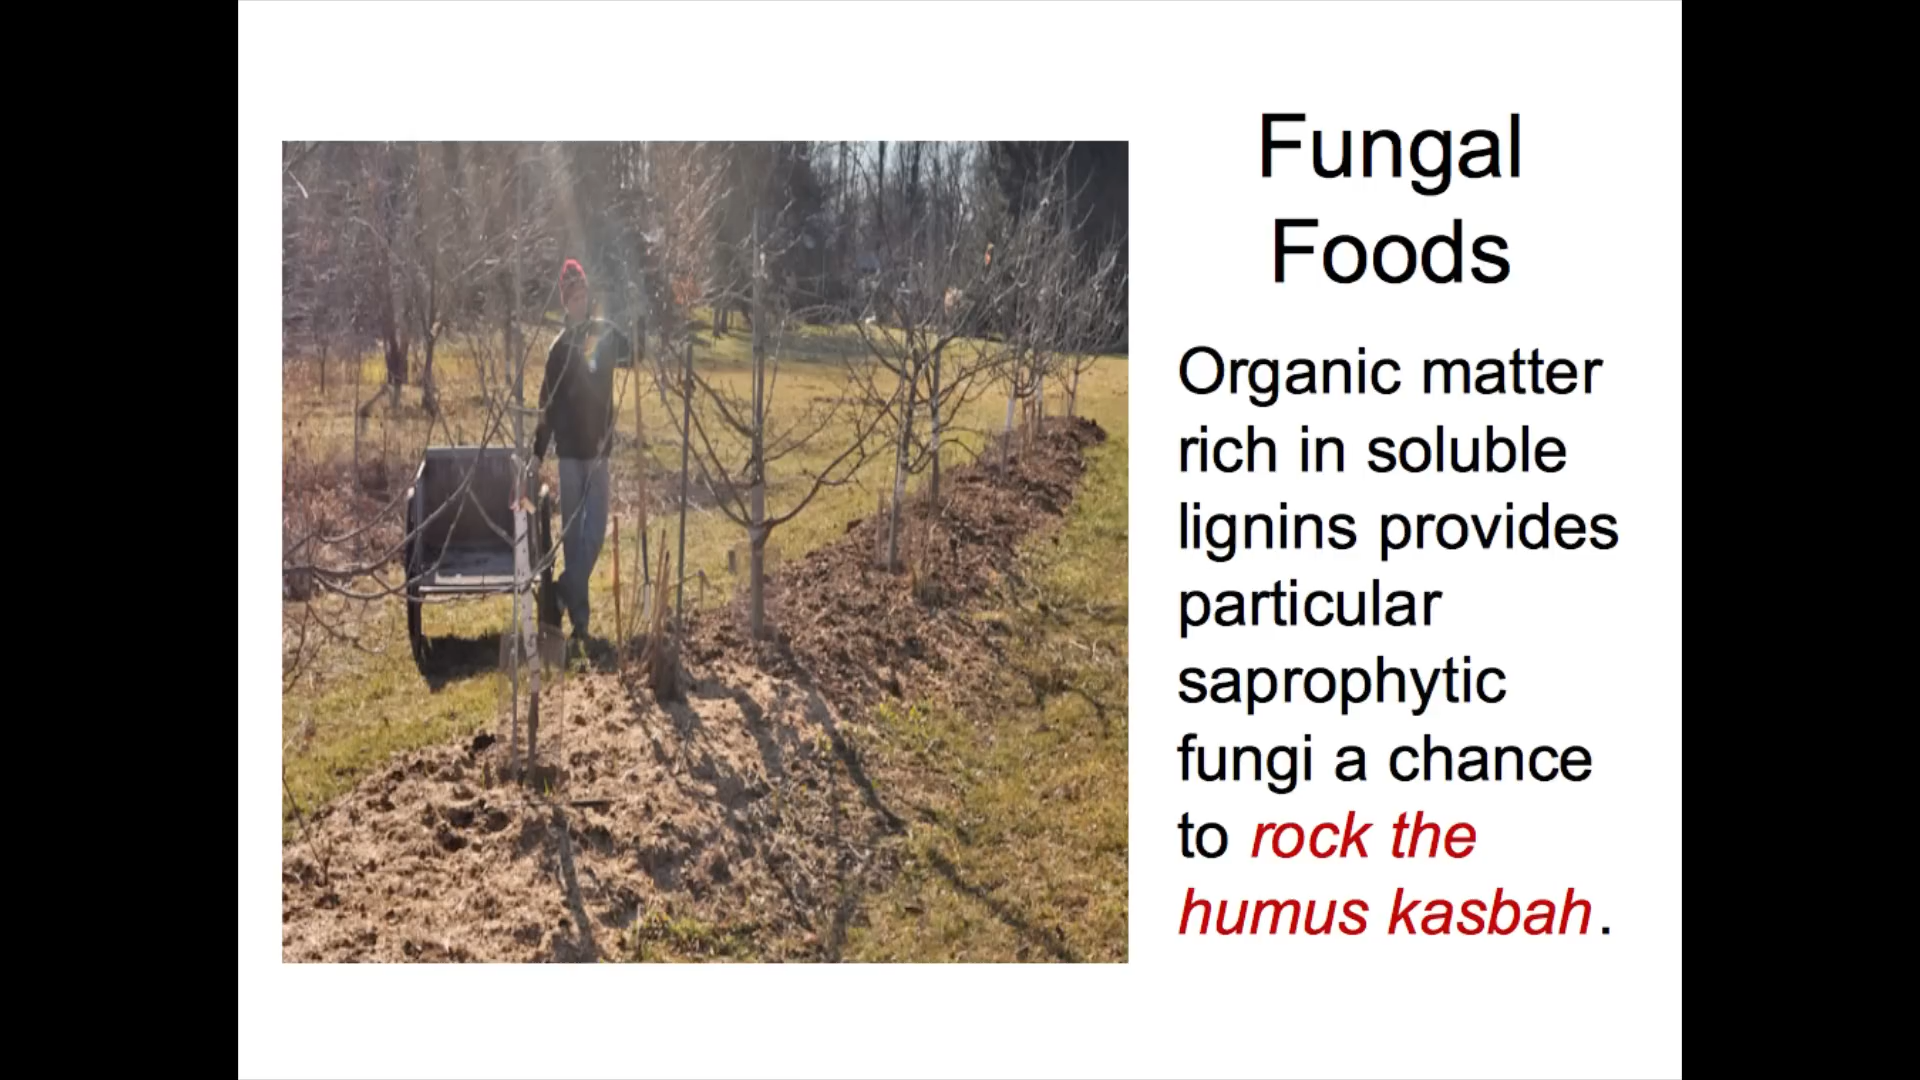 Fungal
Foods
Organic matter
rich in soluble
lignins provides
particular
saprophytic
fungi a chance
to rock the
humus kasbah.